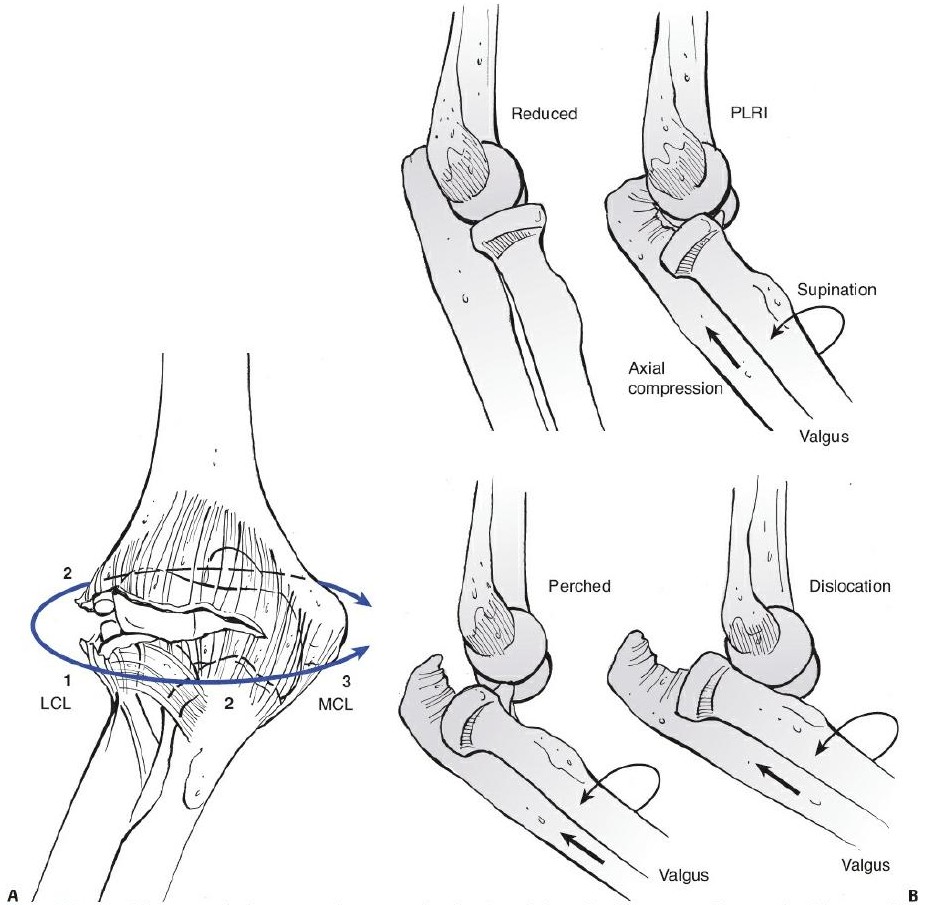 Reduced
PLRI
Supination
Axial
compression
Valgus
2
1
LCL
2
3
MCL
Perched
Dislocation
Valgus
Valgus
A
B